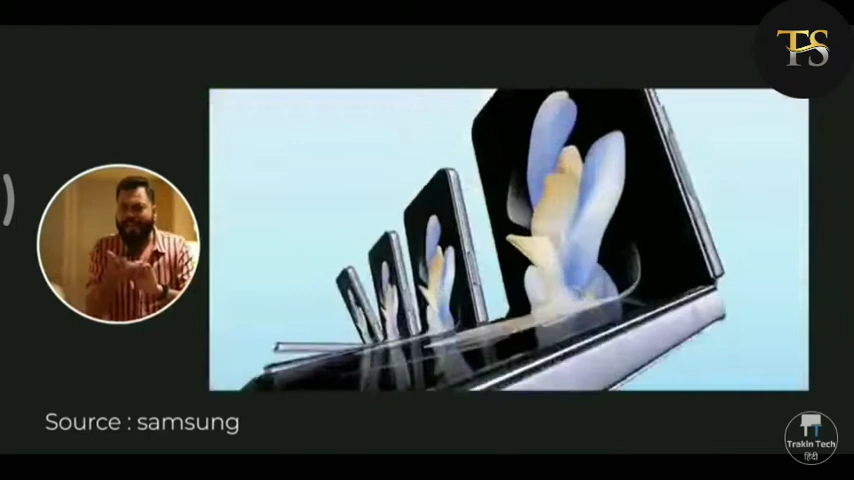 TS
Source : samsung
TrakIn Tech
हिंदी